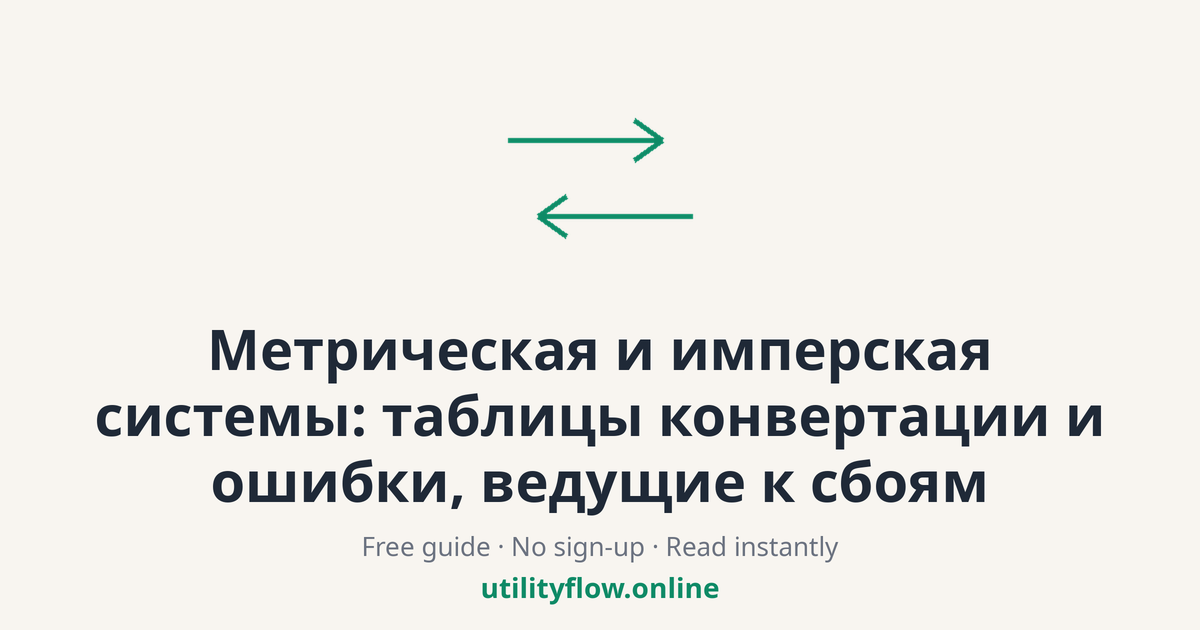 Метрическая и имперская
системы: таблицы конвертации и
ошибки, ведущие к сбоям
Free guide · No sign-up · Read instantly
utilityflow.online